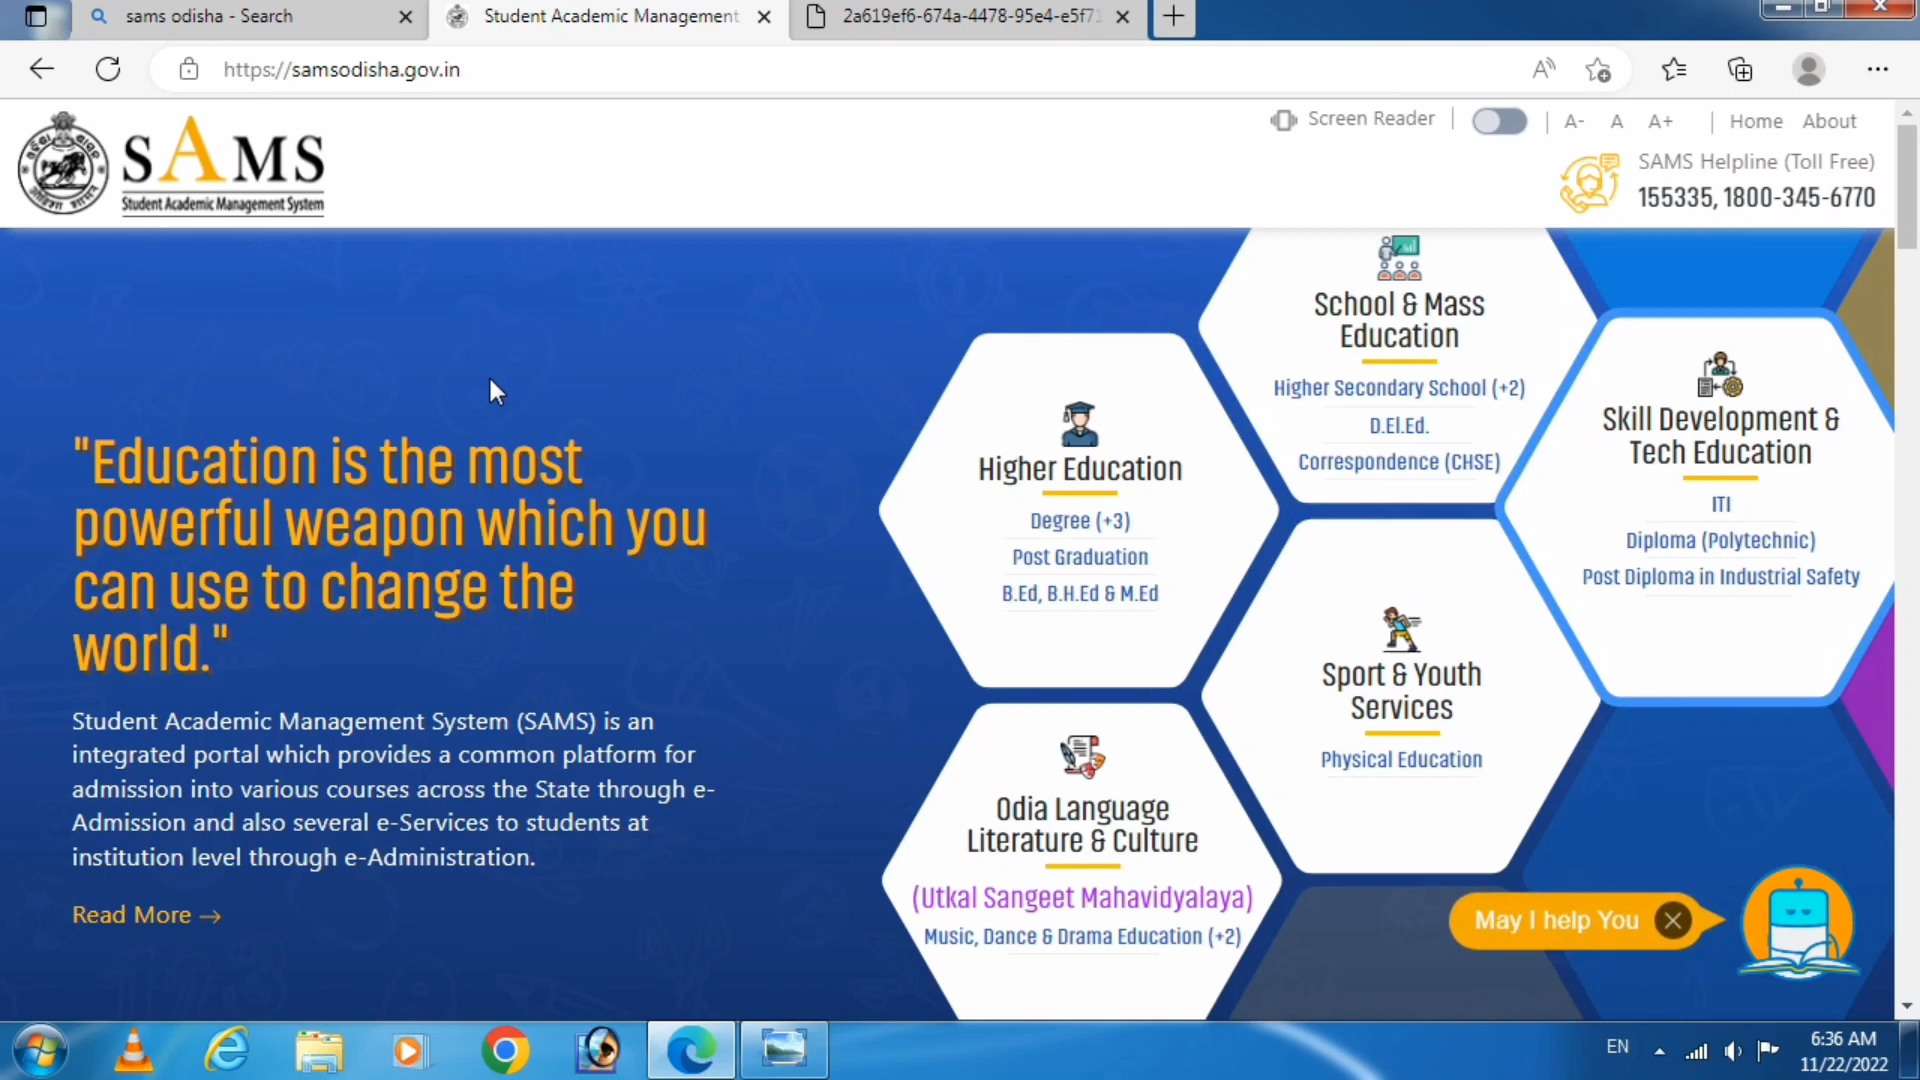 sams odisha - Search
Student Academic Management
2a619ef6-674a-4478-95e4-e5f71
https://samsodisha.gov.in
Screen Reader
A-
A
A+
Home
About
SAMS
Student Academic Management System
SAMS Helpline (Toll Free)
155335, 1800-345-6770
"Education is the most
powerful weapon which you
can use to change the
world."
Student Academic Management System (SAMS) is an
integrated portal which provides a common platform for
admission into various courses across the State through e-
Admission and also several e-Services to students at
institution level through e-Administration.
Read More →
School & Mass
Education
Higher Secondary School (+2)
D.El.Ed.
Correspondence (CHSE)
Higher Education
Degree (+3)
Post Graduation
B.Ed, B.H.Ed & M.Ed
Skill Development &
Tech Education
ITI
Diploma (Polytechnic)
Post Diploma in Industrial Safety
Sport & Youth
Services
Physical Education
Odia Language
Literature & Culture
(Utkal Sangeet Mahavidyalaya)
Music, Dance & Drama Education (+2)
May I help You
EN
6:36 AM
11/22/2022